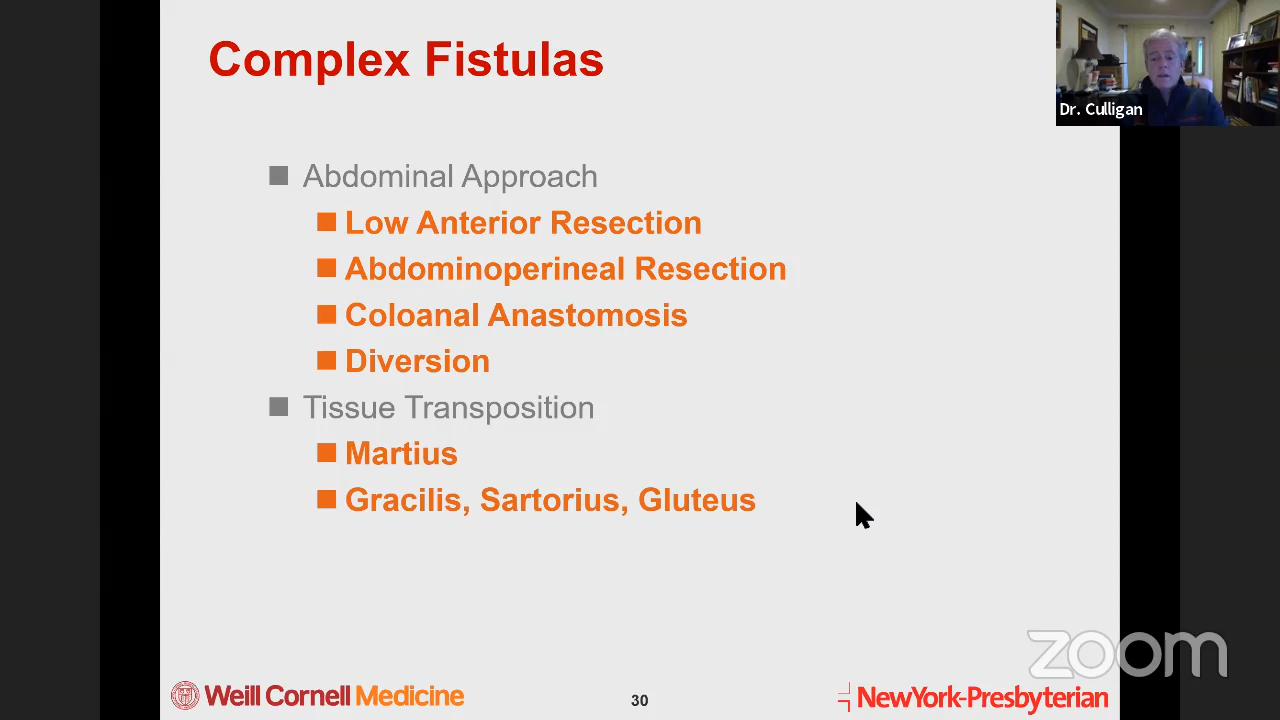 Complex Fistulas
Dr. Culligan
Abdominal Approach
Low Anterior Resection
Abdominoperineal Resection
Coloanal Anastomosis
Diversion
Tissue Transposition
Martius
Gracilis, Sartorius, Gluteus
zoom
Weill Cornell Medicine
30
NewYork-Presbyterian